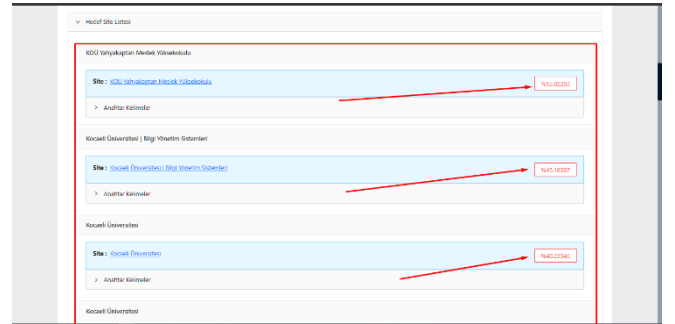 Hedef Site Listesi
KOÜ Yahyakaptan Meslek Yüksekokulu
Site : KOÜ Yahyakaptan Meslek Yüksekokulu
> Anahtar Kelimeler
Kocaeli Üniversitesi | Bilgi Yönetim Sistemleri
Site : Kocaeli Üniversitesi | Bilgi Yönetim Sistemleri
> Anahtar Kelimeler
Kocaeli Üniversitesi
Site : Kocaeli Üniversitesi
> Anahtar Kelimeler
Kocaeli Üniversitesi